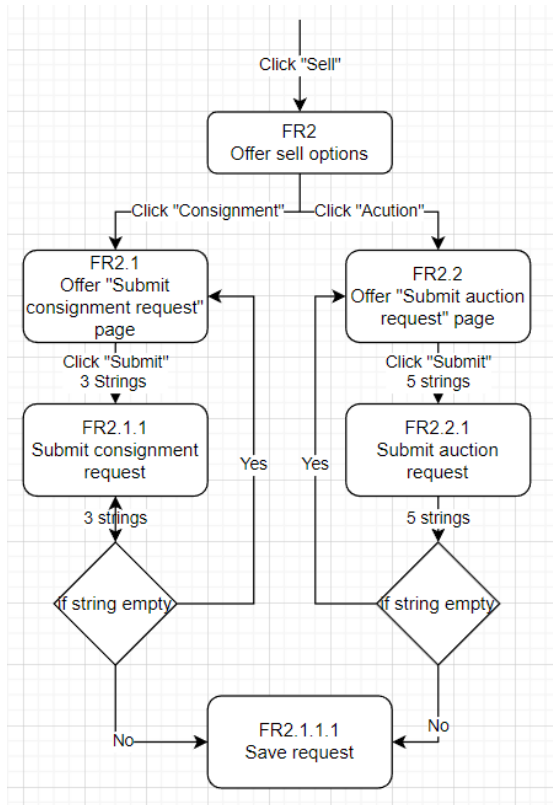 Click "Sell"
FR2
Offer sell options
Click "Consignment"
Click "Acution"
FR2.1
Offer "Submit
consignment request"
page
FR2.2
Offer "Submit auction
request" page
Click "Submit"
3 Strings
Click "Submit"
5 strings
FR2.1.1
Submit consignment
request
FR2.2.1
Submit auction
request
Yes
Yes
3 strings
5 strings
If string empty
If string empty
No
No
FR2.1.1.1
Save request